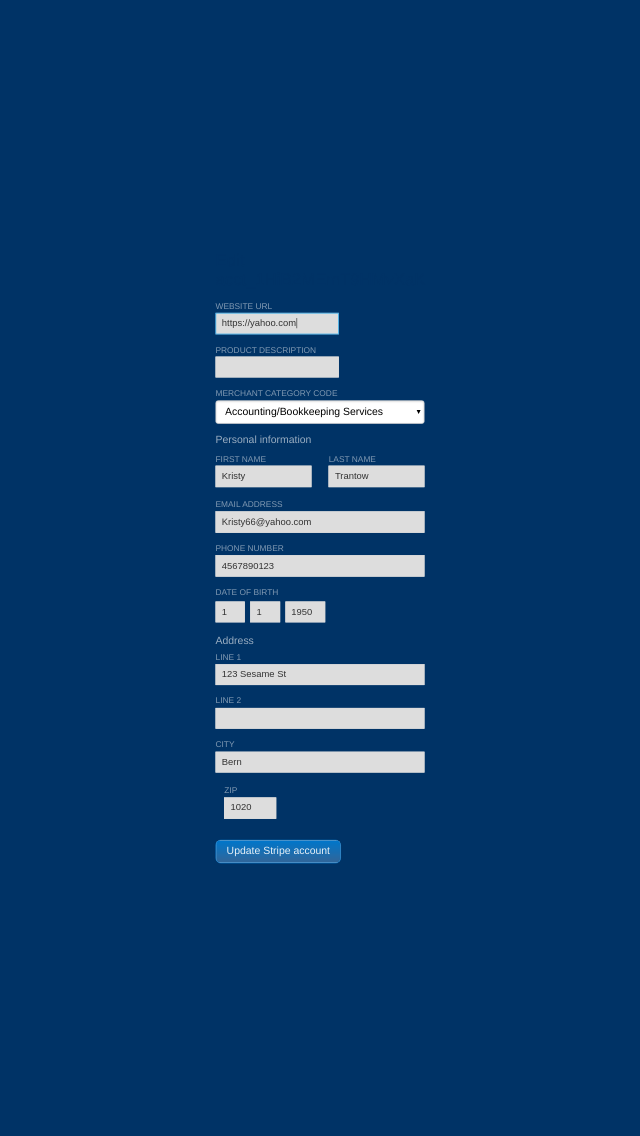 WEBSITE URL
https://yahoo.com
PRODUCT DESCRIPTION
MERCHANT CATEGORY CODE
Accounting/Bookkeeping Services
Personal information
FIRST NAME LAST NAME
Kristy Trantow
EMAIL ADDRESS
Kristy66@yahoo.com
PHONE NUMBER
4567890123
DATE OF BIRTH
1 1 1950
Address
LINE 1
123 Sesame St
LINE 2
CITY
Bern
ZIP
1020
Update Stripe account